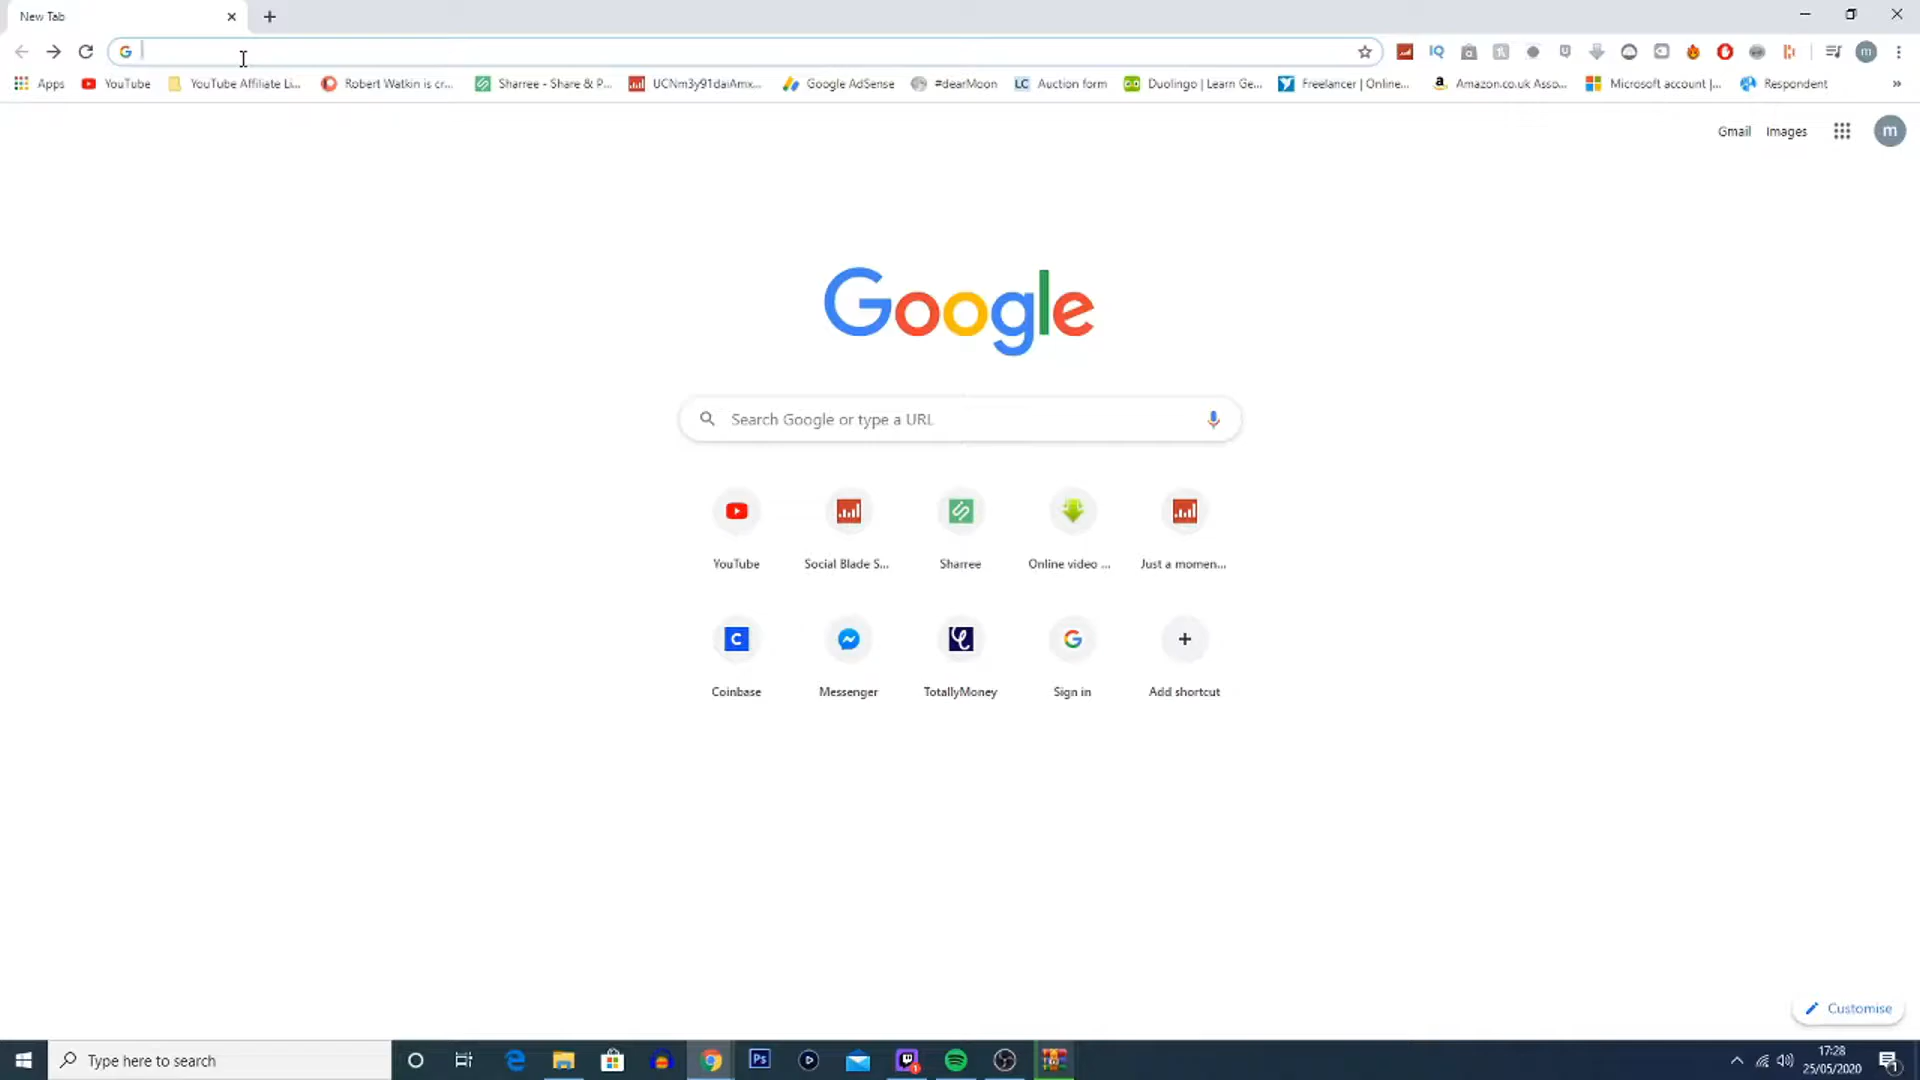 New Tab
Apps YouTube YouTube Affiliate Li... Robert Watkin is cr... Sharree - Share & P... UCNm3y91daiAmx... Google AdSense #dearMoon LC Auction form Duolingo | Learn Ge... Freelancer | Online... Amazon.co.uk Asso... Microsoft account |... Respondent »
Gmail Images m
Google
Search Google or type a URL
YouTube Social Blade S... Sharree Online video ... Just a momen...
Coinbase Messenger TotallyMoney Sign in Add shortcut
Customise
Type here to search
17:28
25/05/2020